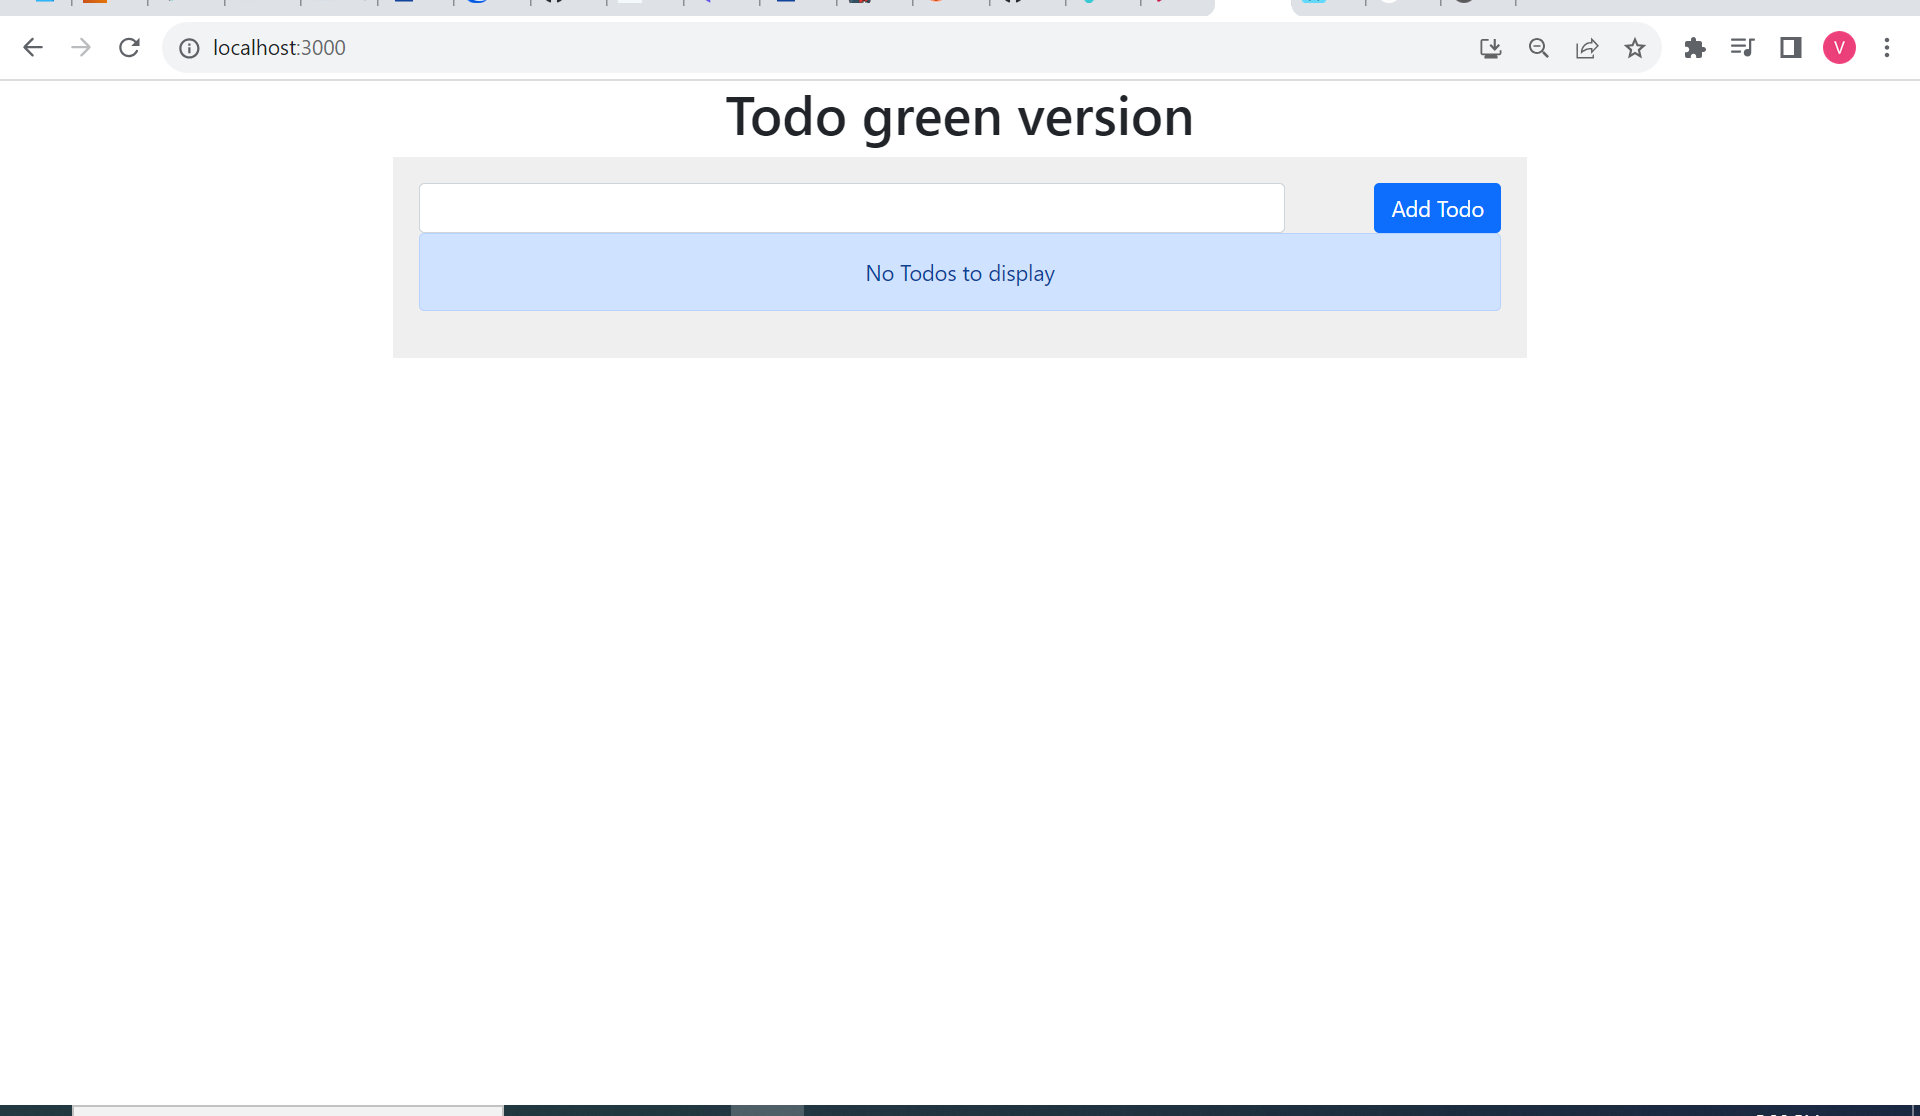 localhost:3000
V
Todo green version
Add Todo
No Todos to display